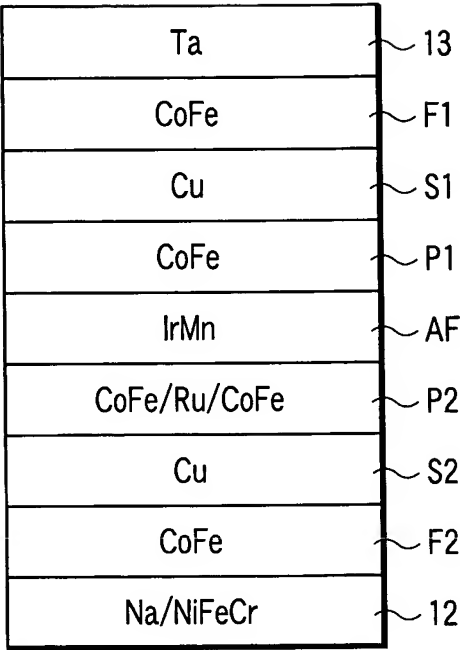 Ta 13
CoFe F1
Cu S1
CoFe P1
IrMn AF
CoFe/Ru/CoFe P2
Cu S2
CoFe F2
Na/NiFeCr 12